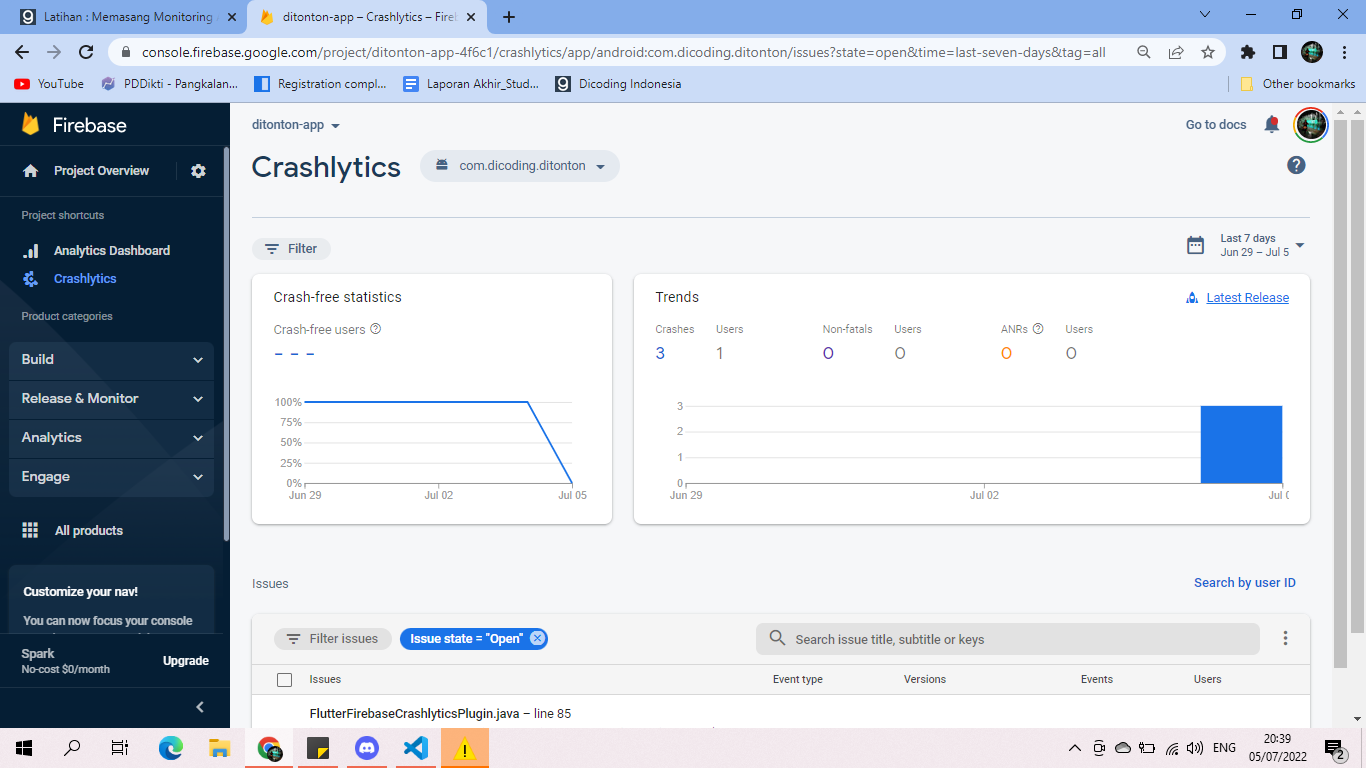 Latihan : Memasang Monitoring
ditonton-app – Crashlytics – Fire
console.firebase.google.com/project/ditonton-app-4f6c1/crashlytics/app/android:com.dicoding.ditonton/issues?state=open&time=last-seven-days&tag=all
YouTube
PDDikti - Pangkalan...
Registration compl...
Laporan Akhir_Stud...
Dicoding Indonesia
Other bookmarks
Firebase
Project Overview
Project shortcuts
Analytics Dashboard
Crashlytics
Product categories
Build
Release & Monitor
Analytics
Engage
All products
Customize your nav!
You can now focus your console
Spark
No-cost $0/month
Upgrade
ditonton-app
Go to docs
Crashlytics
com.dicoding.ditonton
Filter
Last 7 days
Jun 29 – Jul 5
Crash-free statistics
Crash-free users
- - -
100%
75%
50%
25%
0%
Jun 29 Jul 02 Jul 05
Trends
Latest Release
Crashes Users Non-fatals Users ANRs Users
3 1 0 0 0 0
3
2
1
0
Jun 29 Jul 02 Jul 0
Issues
Search by user ID
Filter issues
Issue state = "Open"
Search issue title, subtitle or keys
Issues Event type Versions Events Users
FlutterFirebaseCrashlyticsPlugin.java – line 85
ENG
20:39
05/07/2022
2